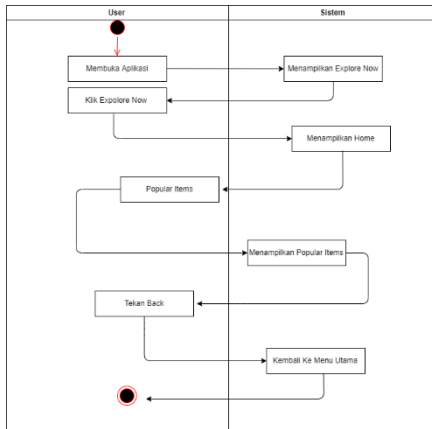 User
Sistem
Membuka Aplikasi
Menampilkan Explore Now
Klik Expolore Now
Menampilkan Home
Popular Items
Menampilkan Popular Items
Tekan Back
Kembali Ke Menu Utama